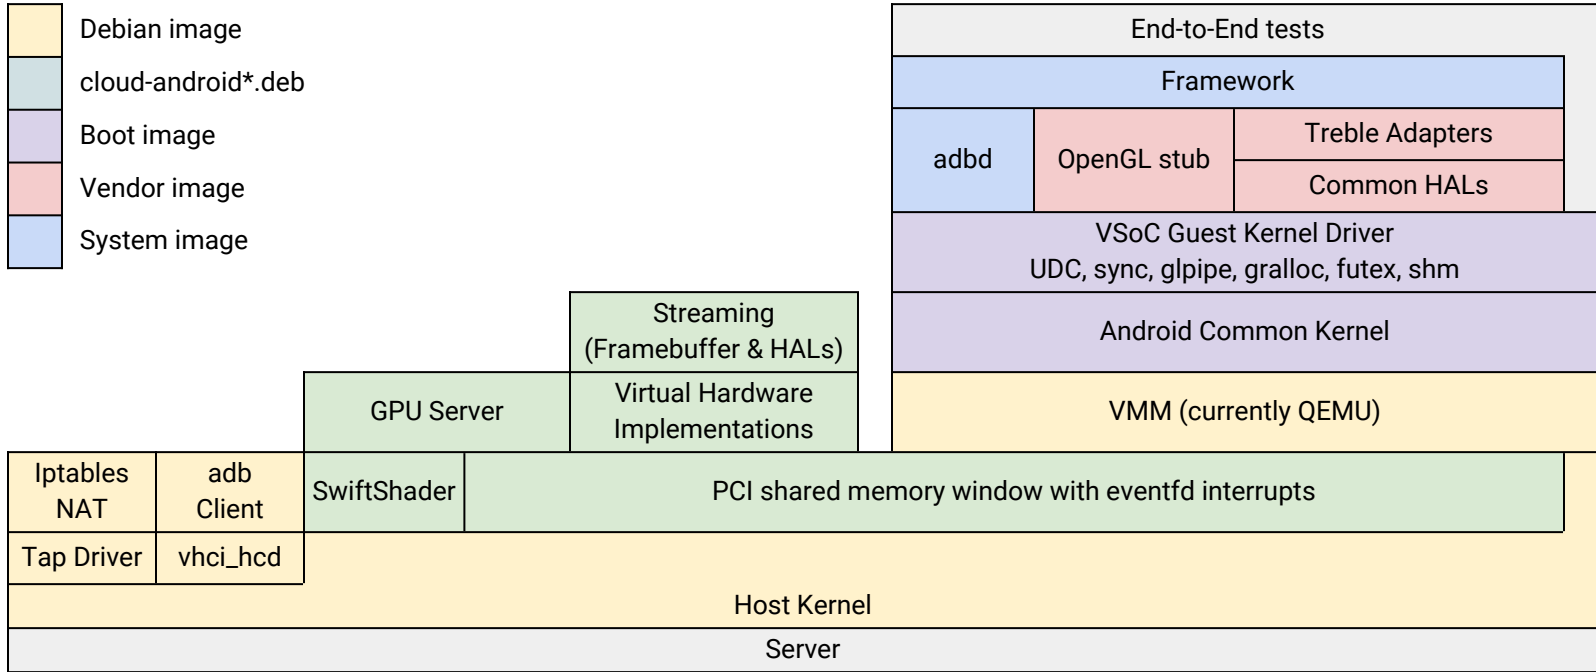 Debian image
cloud-android*.deb
Boot image
Vendor image
System image
End-to-End tests
Framework
adbd
OpenGL stub
Treble Adapters
Common HALs
VSoC Guest Kernel Driver
UDC, sync, glpipe, gralloc, futex, shm
Streaming
(Framebuffer & HALs)
Android Common Kernel
GPU Server
Virtual Hardware
Implementations
VMM (currently QEMU)
Iptables
NAT
adb
Client
SwiftShader
PCI shared memory window with eventfd interrupts
Tap Driver
vhci_hcd
Host Kernel
Server